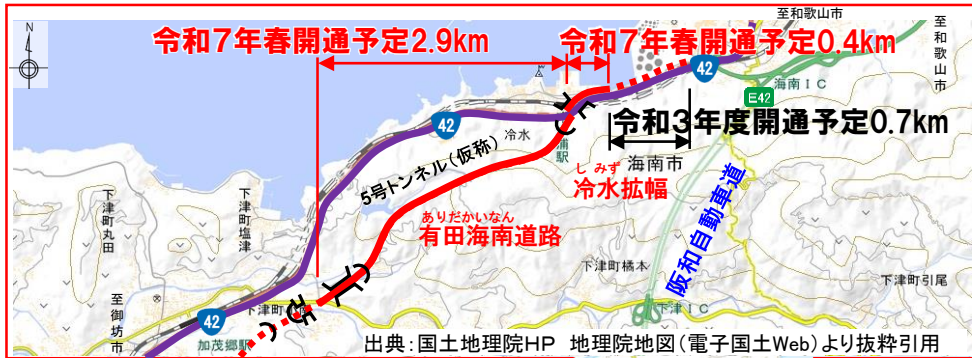 至和歌山市
至和歌山市
令和7年春開通予定2.9km
令和7年春開通予定0.4km
N
42
海南IC
E42
令和3年度開通予定0.7km
42
冷水
浦駅
海南市
5号トンネル(仮称)
しみず
冷水拡幅
阪和自動車道
下津町丸田
下津町塩津
ありだかいなん
有田海南道路
下津町橘本
下津町引尾
至御坊市
下津町
下津IC
42
加茂郷駅
出典:国土地理院HP 地理院地図(電子国土Web)より抜粋引用